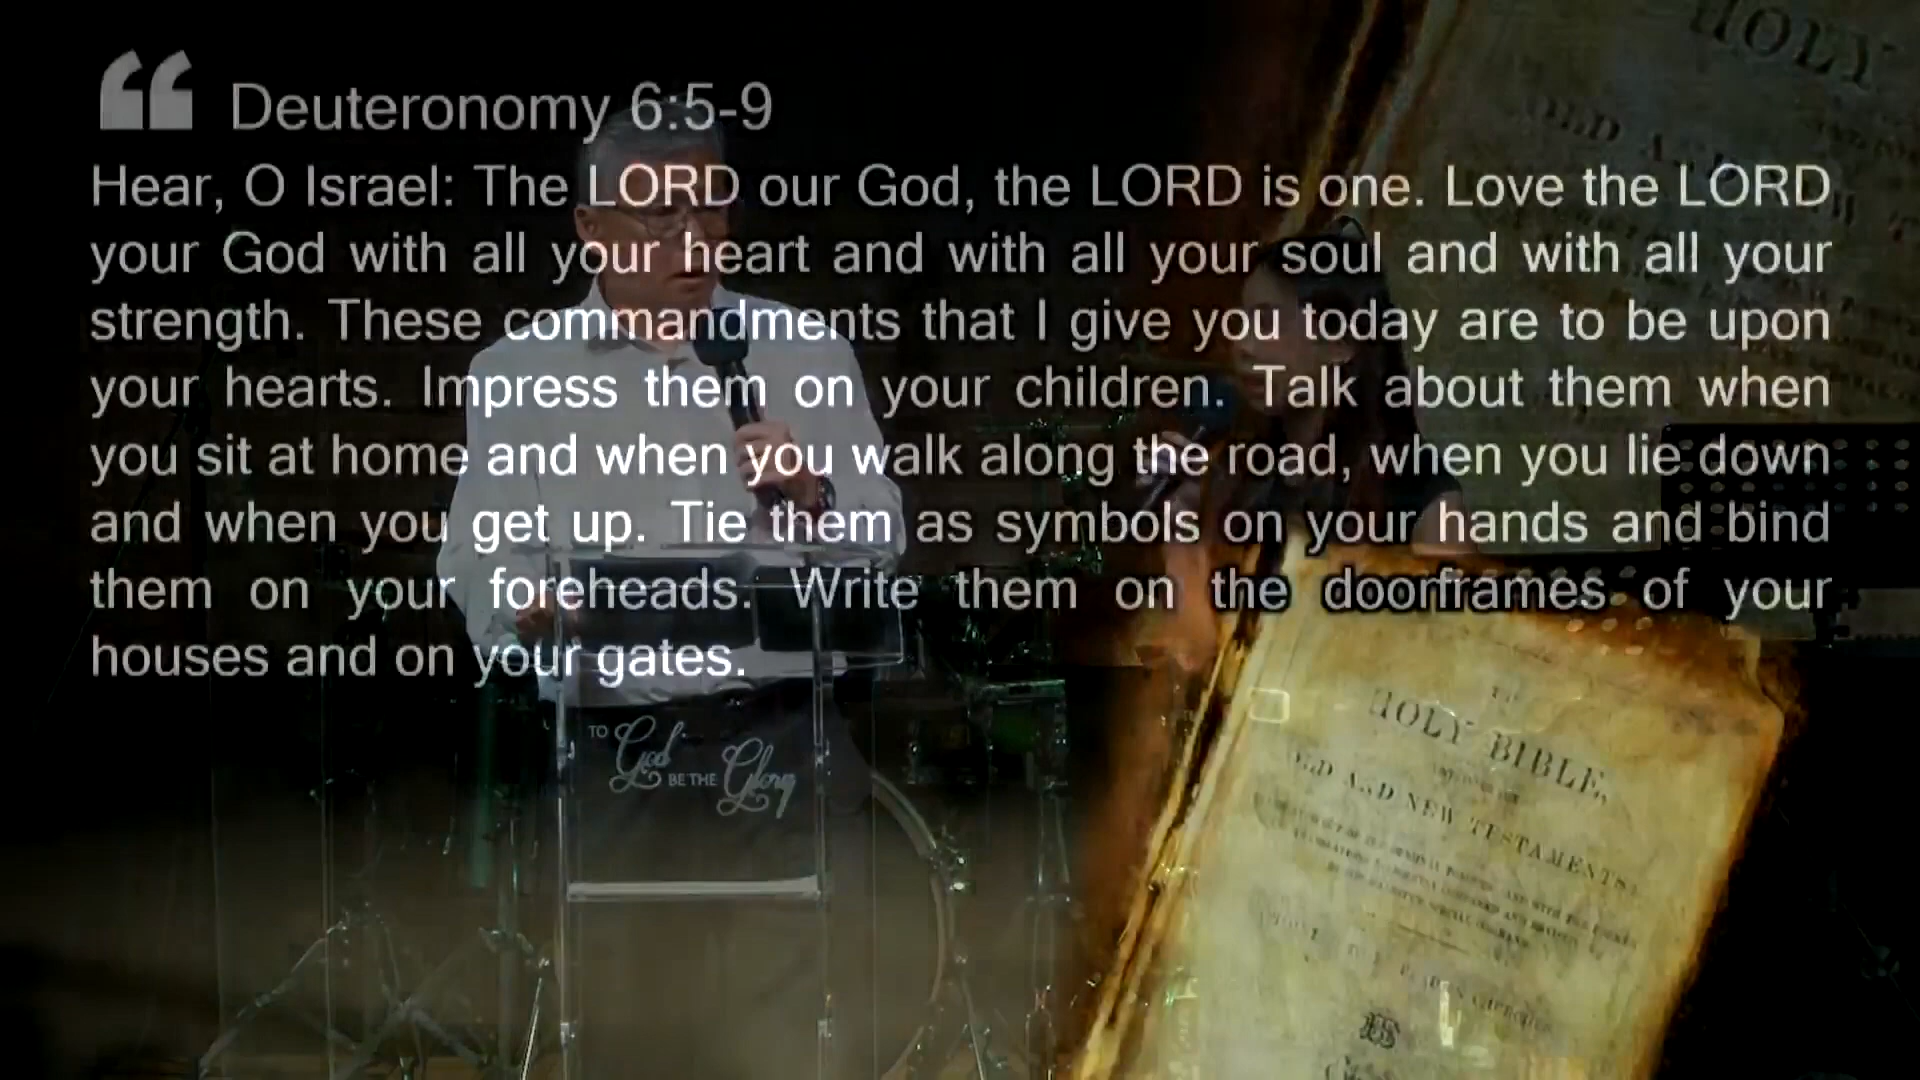 Deuteronomy 6:5-9
Hear, O Israel: The LORD our God, the LORD is one. Love the LORD
your God with all your heart and with all your soul and with all your
strength. These commandments that I give you today are to be upon
your hearts. Impress them on your children. Talk about them when
you sit at home and when you walk along the road, when you lie down
and when you get up. Tie them as symbols on your hands and bind
them on your foreheads. Write them on the doorframes of your
houses and on your gates.
TO God BE THE Glory
HOLY
HOLY BIBLE,
OLD AND NEW TESTAMENTS